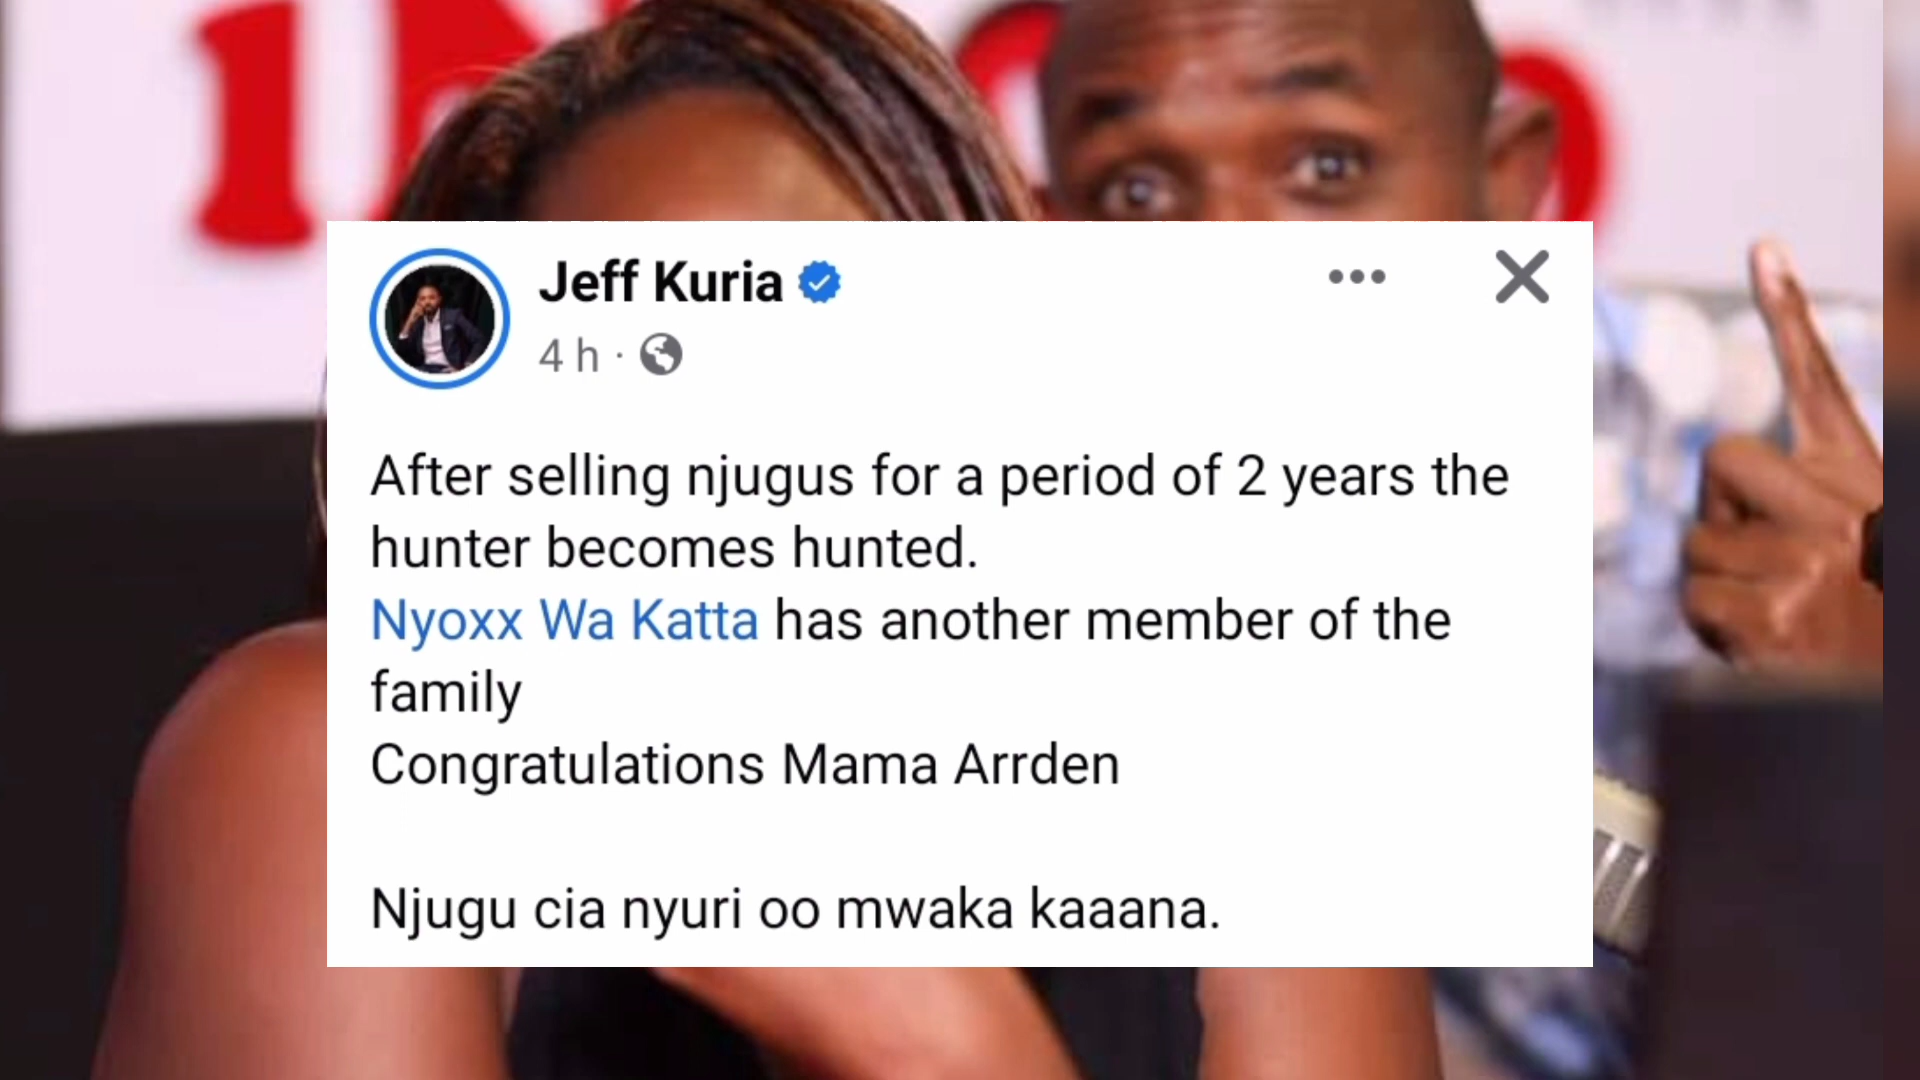 Jeff Kuria
4 h ·
After selling njugus for a period of 2 years the
hunter becomes hunted.
Nyoxx Wa Katta has another member of the
family
Congratulations Mama Arrden
Njugu cia nyuri oo mwaka kaaana.